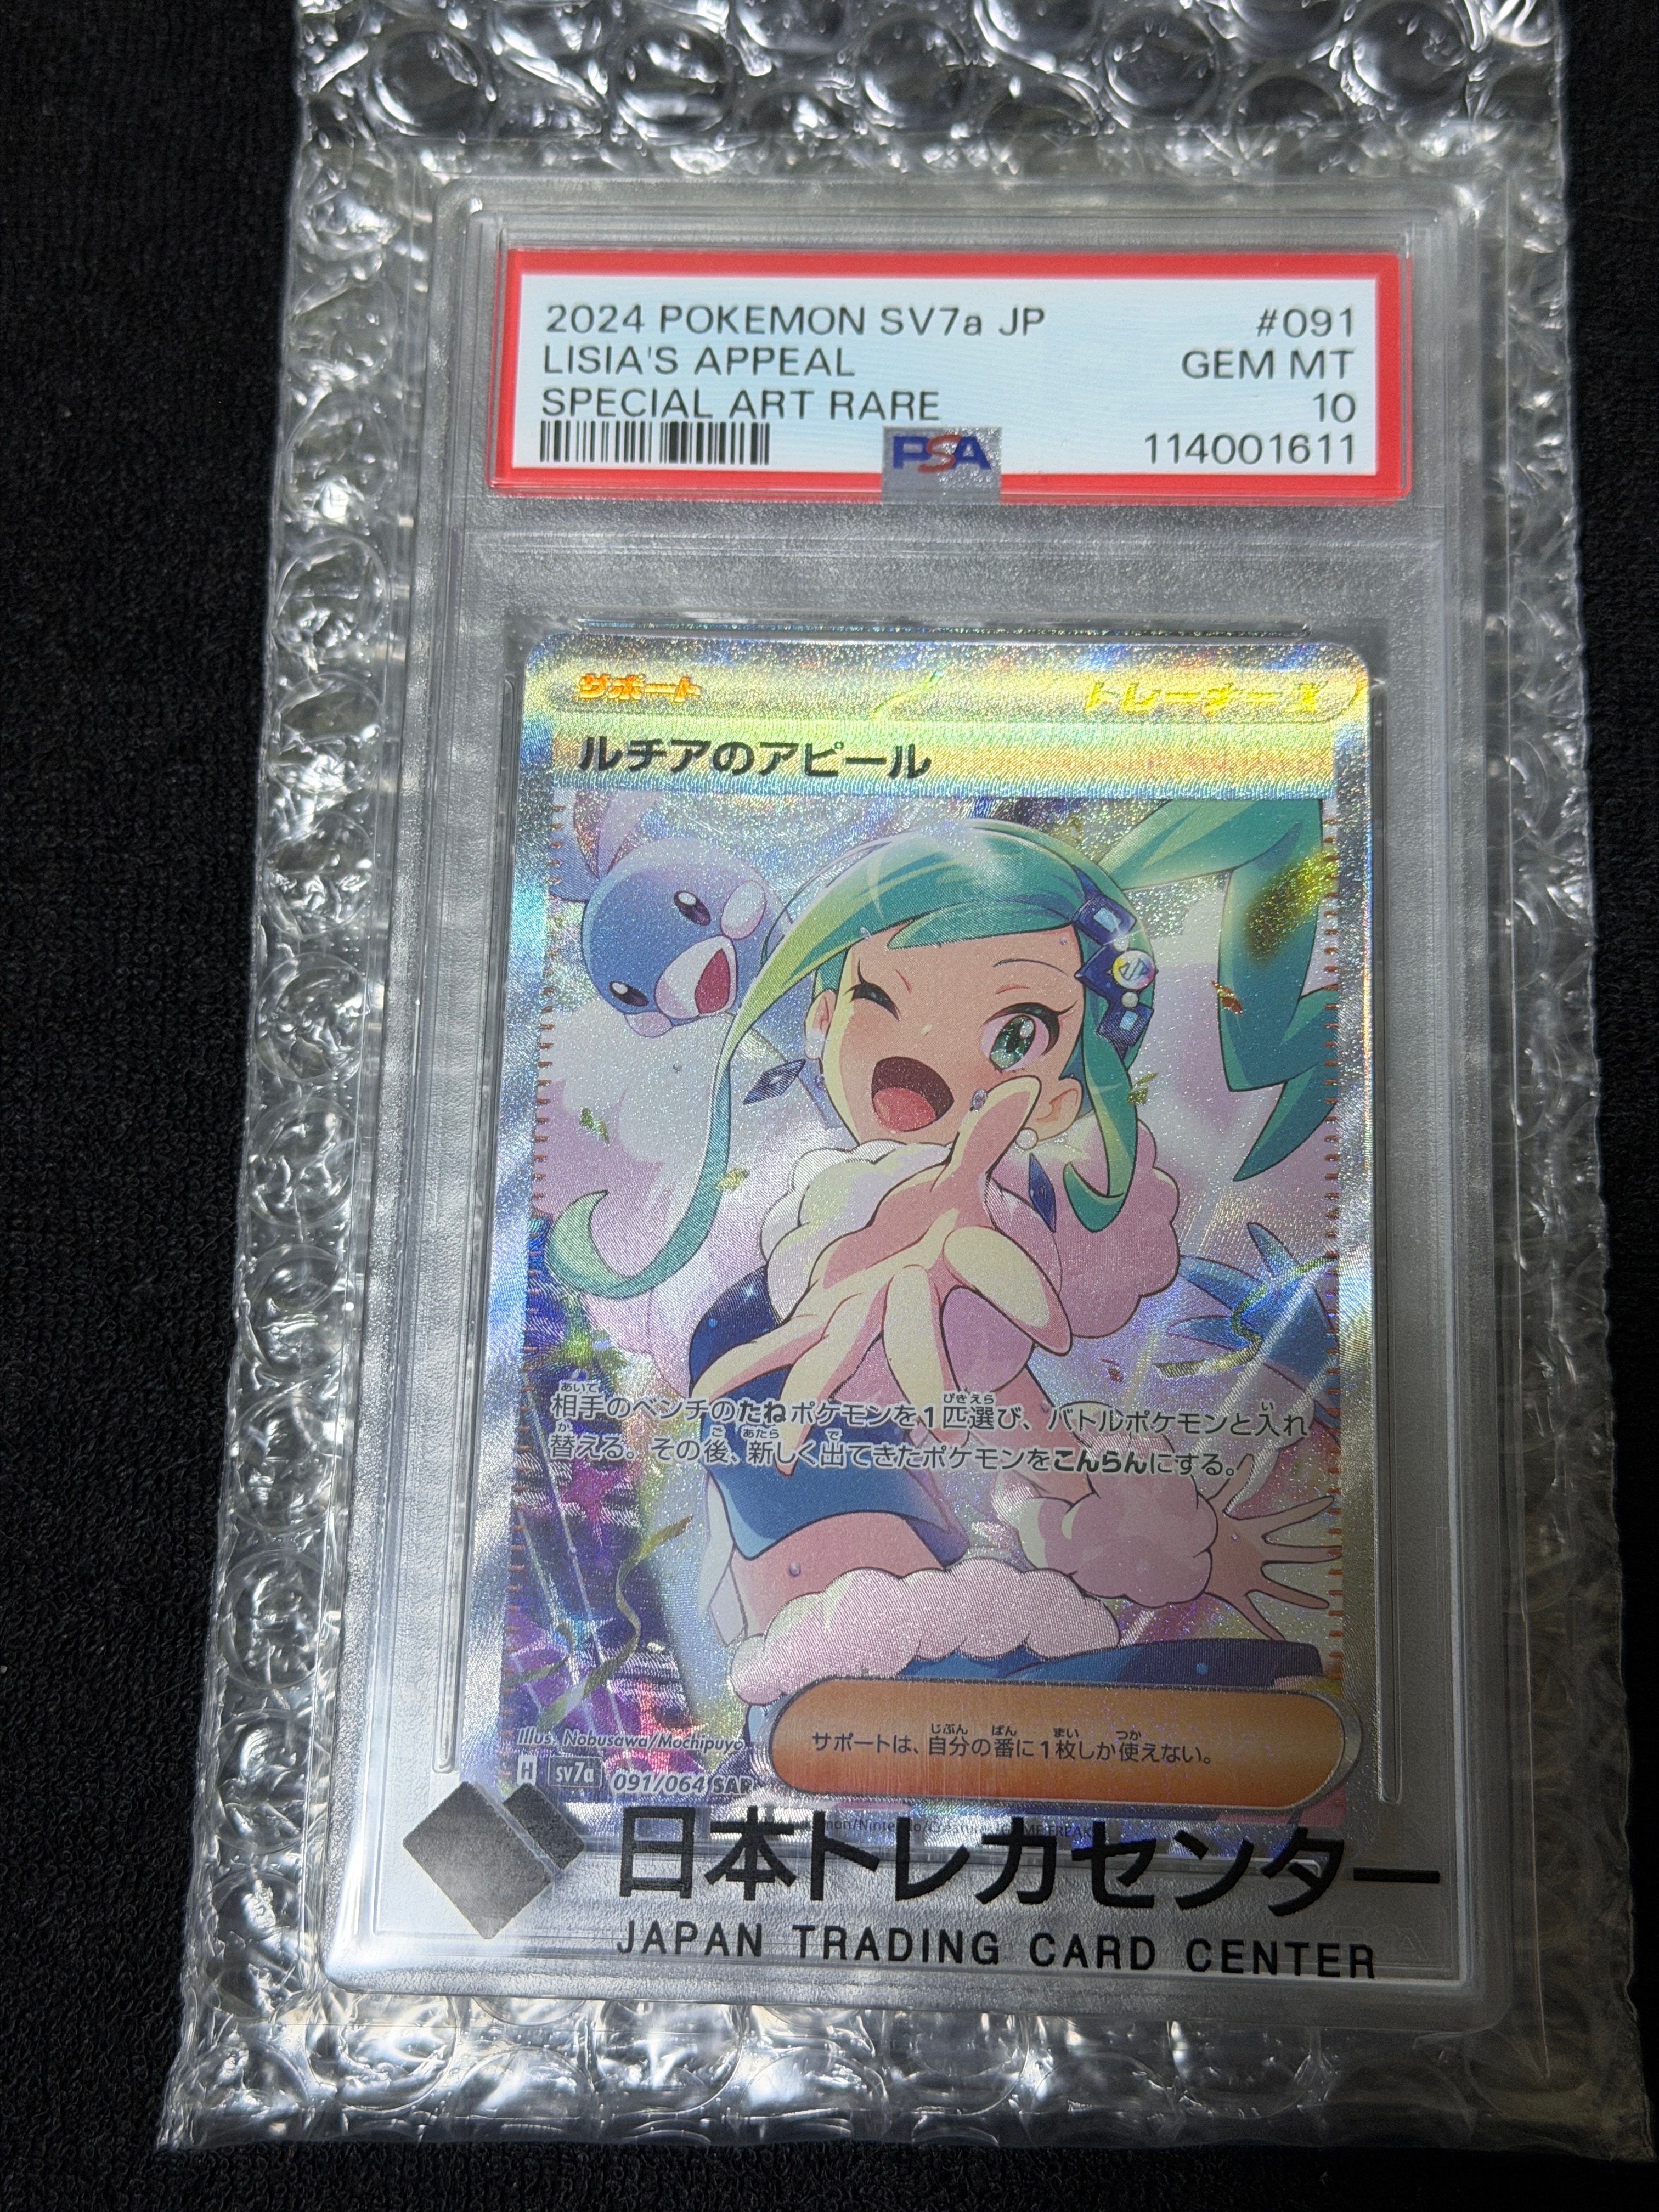 2024 POKEMON SV7a JP #091
LISIA'S APPEAL GEM MT
SPECIAL ART RARE 10
PSA 114001611
サポート トレーナーズ
ルチアのアピール
相手のベンチのたねポケモンを1匹選び、バトルポケモンと入れ
替える。その後、新しく出てきたポケモンをこんらんにする。
サポートは、自分の番に1枚しか使えない。
Illus. Nobusawa/Mochipuyo
H sv7a 091/064 SAR
日本トレカセンター
JAPAN TRADING CARD CENTER